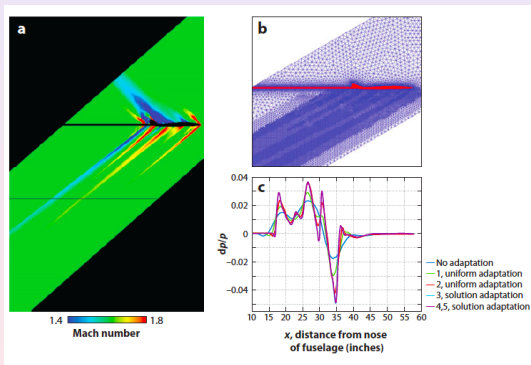 a
1.4
1.8
Mach number
b
c
0.04
0.02
0
−0.02
−0.04
dp/p
10 15 20 25 30 35 40 45 50 55 60
x, distance from nose
of fuselage (inches)
No adaptation
1, uniform adaptation
2, uniform adaptation
3, solution adaptation
4,5, solution adaptation